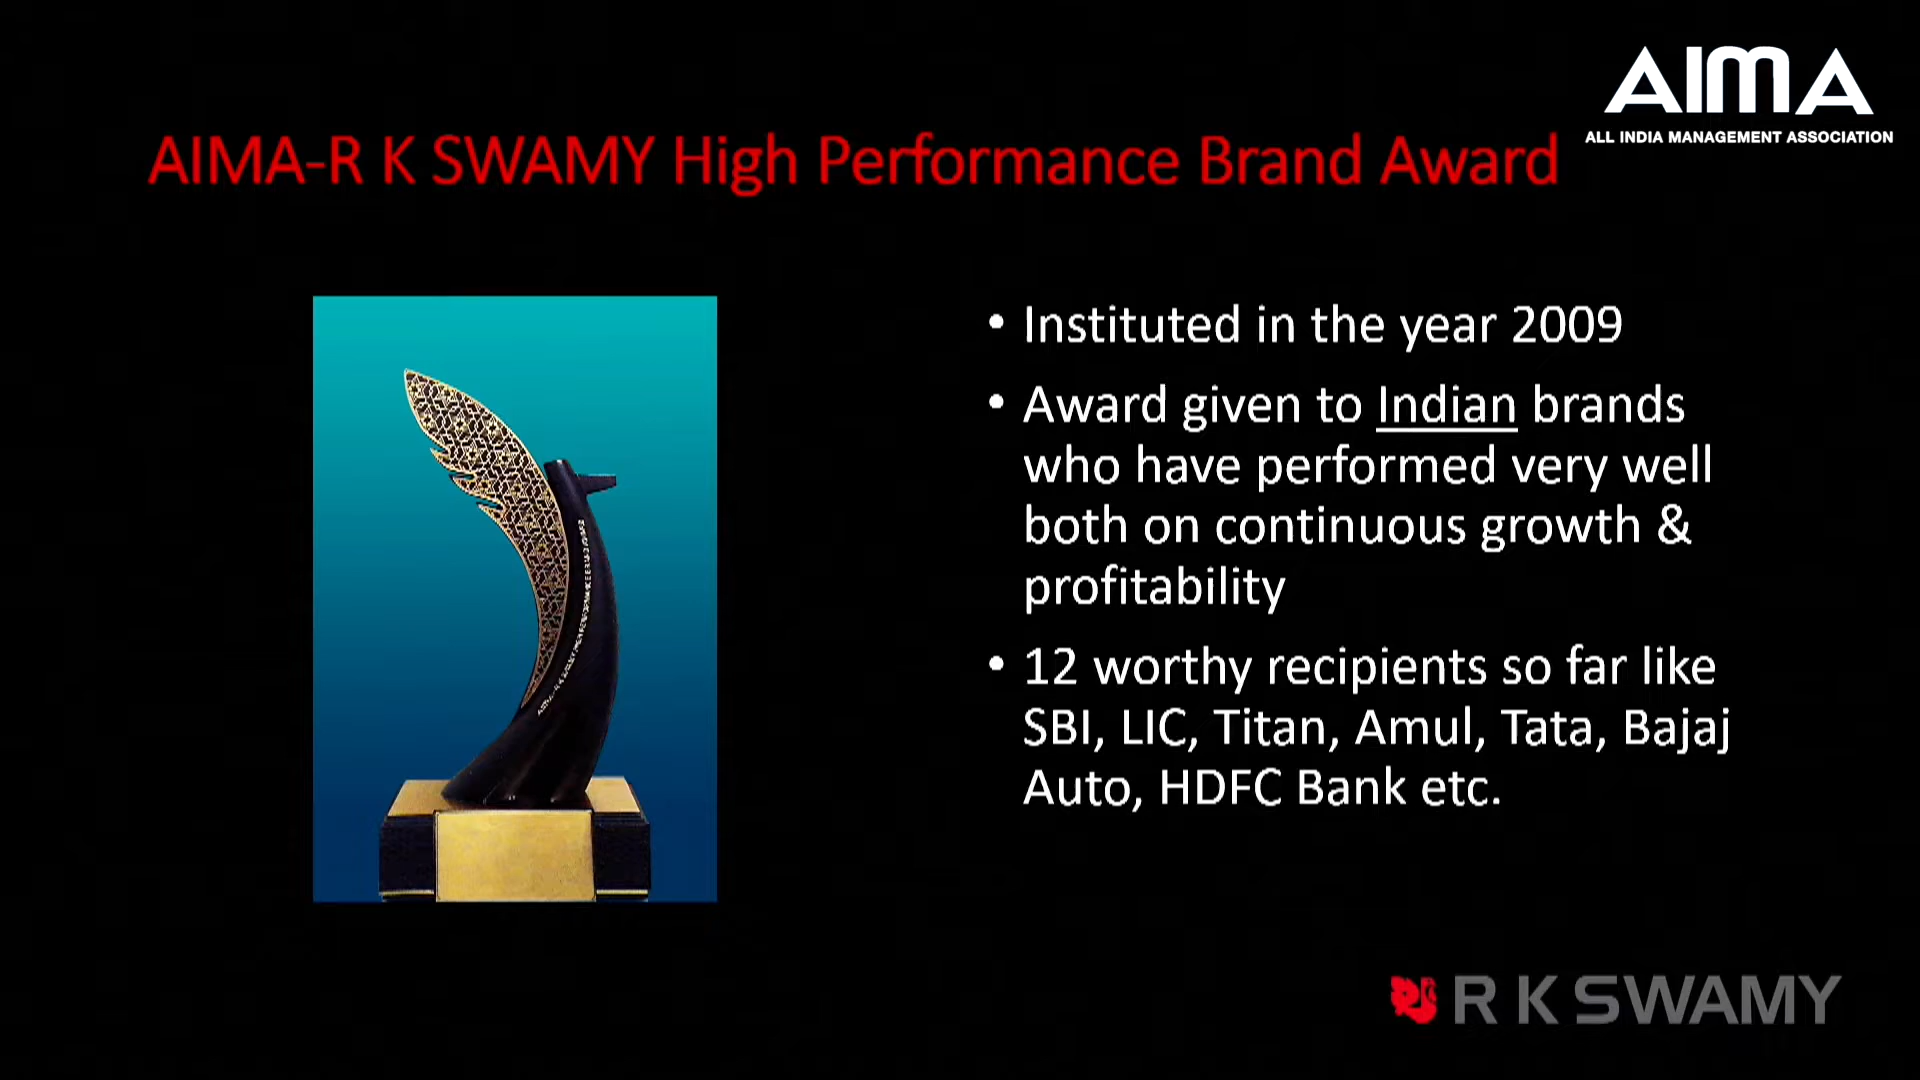 AIMA
ALL INDIA MANAGEMENT ASSOCIATION
AIMA-R K SWAMY High Performance Brand Award
• Instituted in the year 2009
• Award given to Indian brands
who have performed very well
both on continuous growth &
profitability
• 12 worthy recipients so far like
SBI, LIC, Titan, Amul, Tata, Bajaj
Auto, HDFC Bank etc.
R K SWAMY